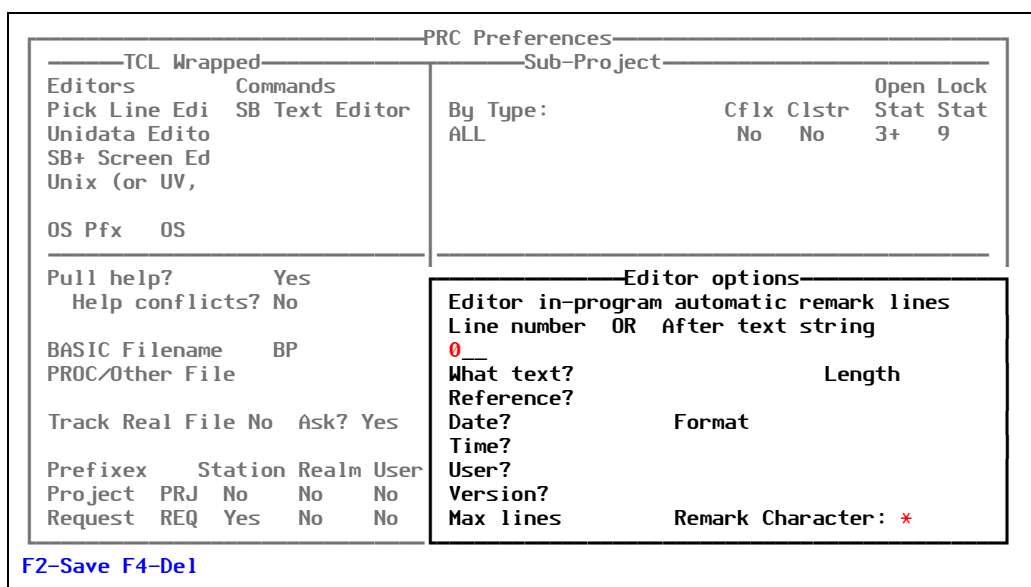 PRC Preferences
TCL Wrapped Sub-Project
Editors Commands Open Lock
Pick Line Edi SB Text Editor By Type: Cflx Clstr Stat Stat
Unidata Edito ALL No No 3+ 9
SB+ Screen Ed
Unix (or UV,
OS Pfx OS
Pull help? Yes Editor options
Help conflicts? No Editor in-program automatic remark lines
Line number OR After text string
BASIC Filename BP 0__
PROC/Other File What text? Length
Reference?
Track Real File No Ask? Yes Date? Format
Time?
Prefixex Station Realm User User?
Project PRJ No No No Version?
Request REQ Yes No No Max lines Remark Character: *
F2-Save F4-Del